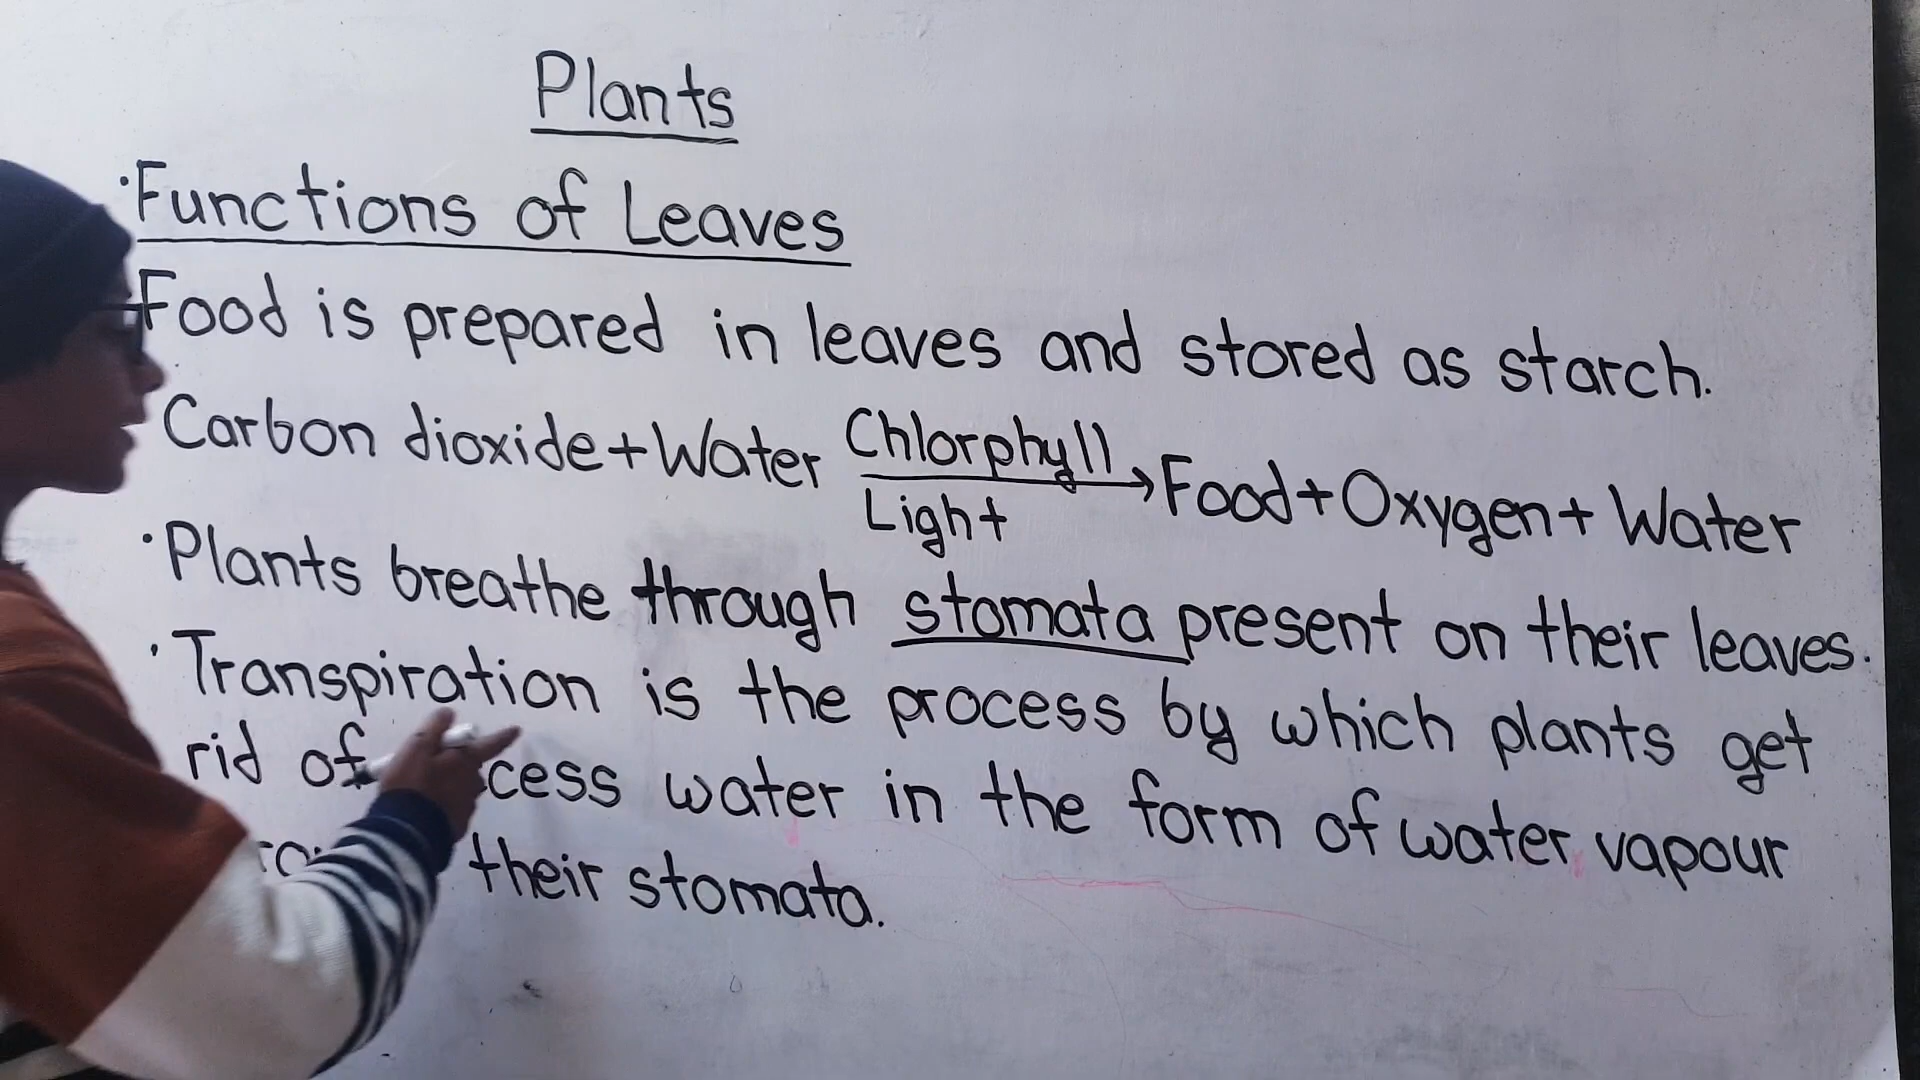 Plants
·Functions of Leaves
Food is prepared in leaves and stored as starch.
Carbon dioxide+Water Chlorphyll → Food+Oxygen+Water
Light
·Plants breathe through stomata present on their leaves.
·Transpiration is the process by which plants get
rid of water in the form of water vapour
their stomata.